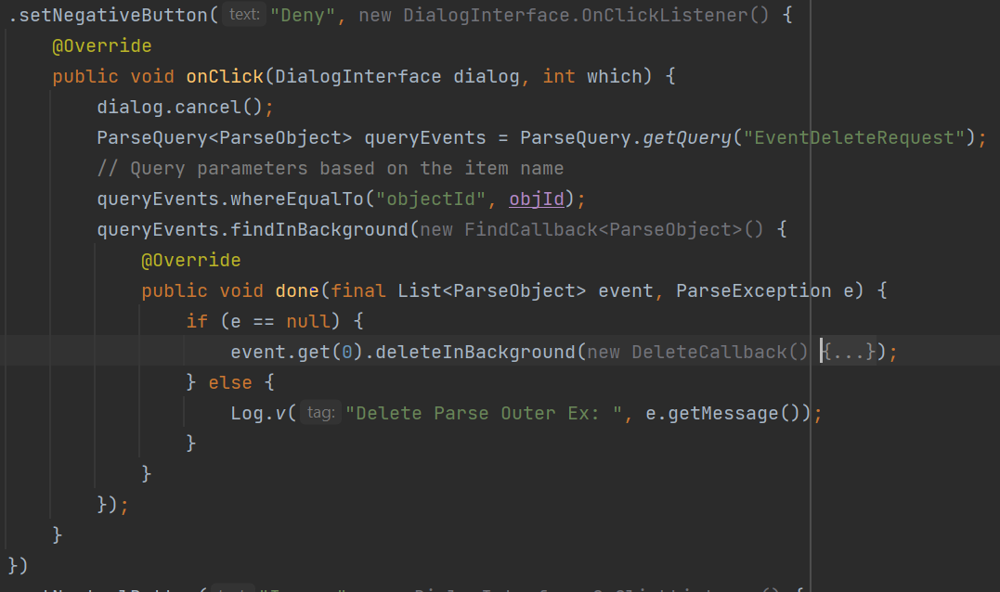 .setNegativeButton( text: "Deny", new DialogInterface.OnClickListener() {
@Override
public void onClick(DialogInterface dialog, int which) {
dialog.cancel();
ParseQuery<ParseObject> queryEvents = ParseQuery.getQuery("EventDeleteRequest");
// Query parameters based on the item name
queryEvents.whereEqualTo("objectId", objId);
queryEvents.findInBackground(new FindCallback<ParseObject>() {
@Override
public void done(final List<ParseObject> event, ParseException e) {
if (e == null) {
event.get(0).deleteInBackground(new DeleteCallback() {...});
} else {
Log.v( tag: "Delete Parse Outer Ex: ", e.getMessage());
}
}
});
}
})